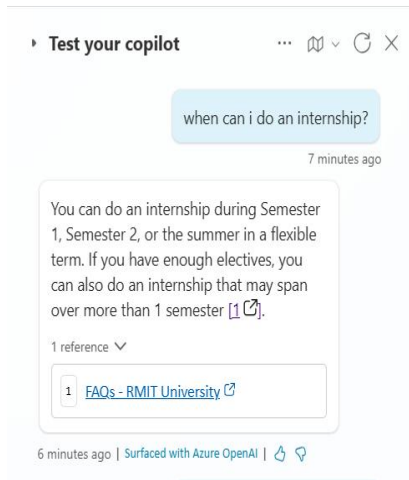 Test your copilot
when can i do an internship?
7 minutes ago
You can do an internship during Semester
1, Semester 2, or the summer in a flexible
term. If you have enough electives, you
can also do an internship that may span
over more than 1 semester [1].
1 reference
1 FAQs - RMIT University
6 minutes ago | Surfaced with Azure OpenAI |